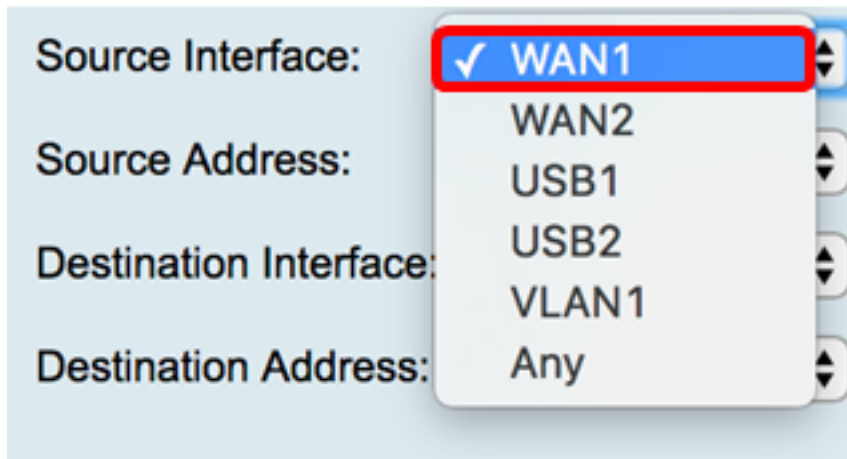 Source Interface:
✓ WAN1
WAN2
Source Address:
USB1
USB2
Destination Interface:
VLAN1
Destination Address:
Any